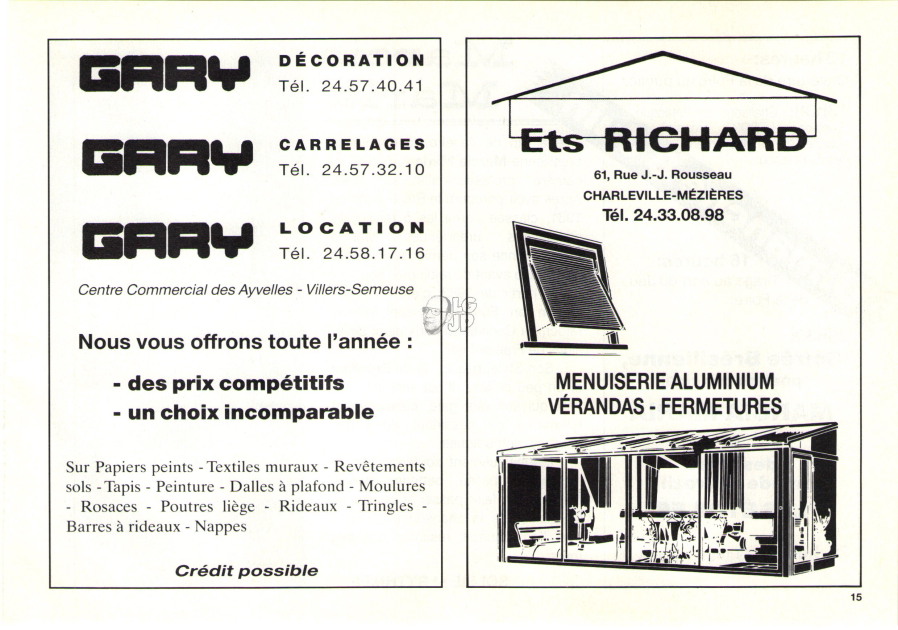 GARY DÉCORATION
Tél. 24.57.40.41
GARY CARRELAGES
Tél. 24.57.32.10
GARY LOCATION
Tél. 24.58.17.16
Centre Commercial des Ayvelles - Villers-Semeuse
Nous vous offrons toute l'année :
- des prix compétitifs
- un choix incomparable
Sur Papiers peints - Textiles muraux - Revêtements
sols - Tapis - Peinture - Dalles à plafond - Moulures
- Rosaces - Poutres liège - Rideaux - Tringles -
Barres à rideaux - Nappes
Crédit possible
Ets RICHARD
61, Rue J.-J. Rousseau
CHARLEVILLE-MÉZIÈRES
Tél. 24.33.08.98
MENUISERIE ALUMINIUM
VÉRANDAS - FERMETURES
15
LG
JP